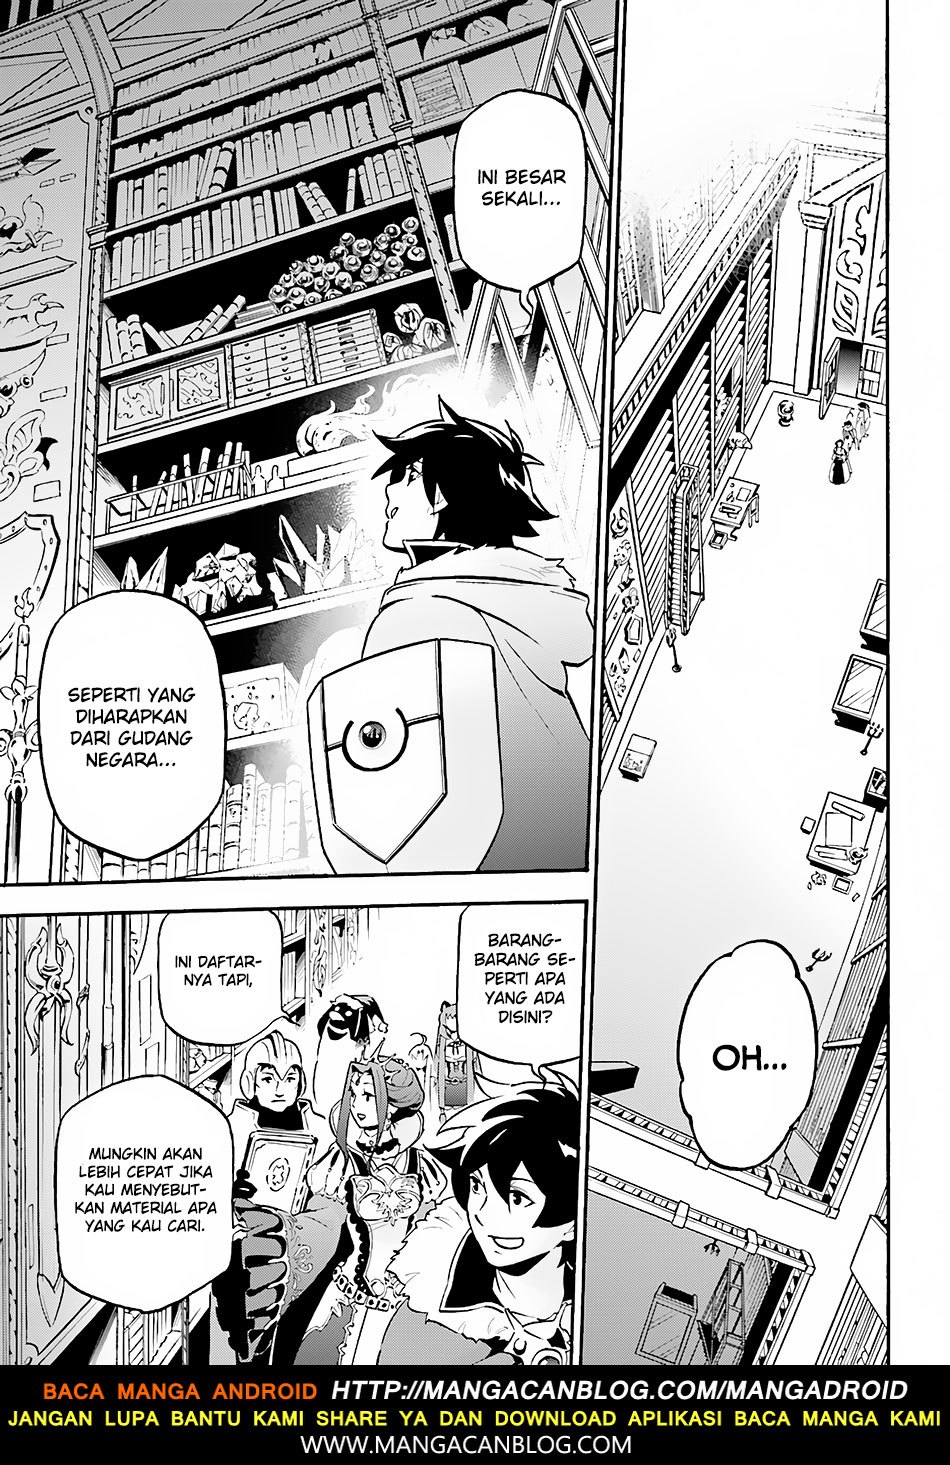 OH...
INI BESAR
SEKALI...
SEPERTI YANG
DIHARAPKAN
DARI GUDANG
NEGARA...
BARANG-
BARANG SE-
PERTI APA
YANG ADA
DISINI?
INI DAFTAR-
NYA TAPI,
MUNGKIN AKAN
LEBIH CEPAT JIKA
KAU MENYEBUT-
KAN MATERIAL APA
YANG KAU CARI.
BACA MANGA ANDROID HTTP://MANGACANBLOG.COM/MANGADROID
JANGAN LUPA BANTU KAMI SHARE YA DAN DOWNLOAD APLIKASI BACA MANGA KAMI
WWW.MANGACANBLOG.COM